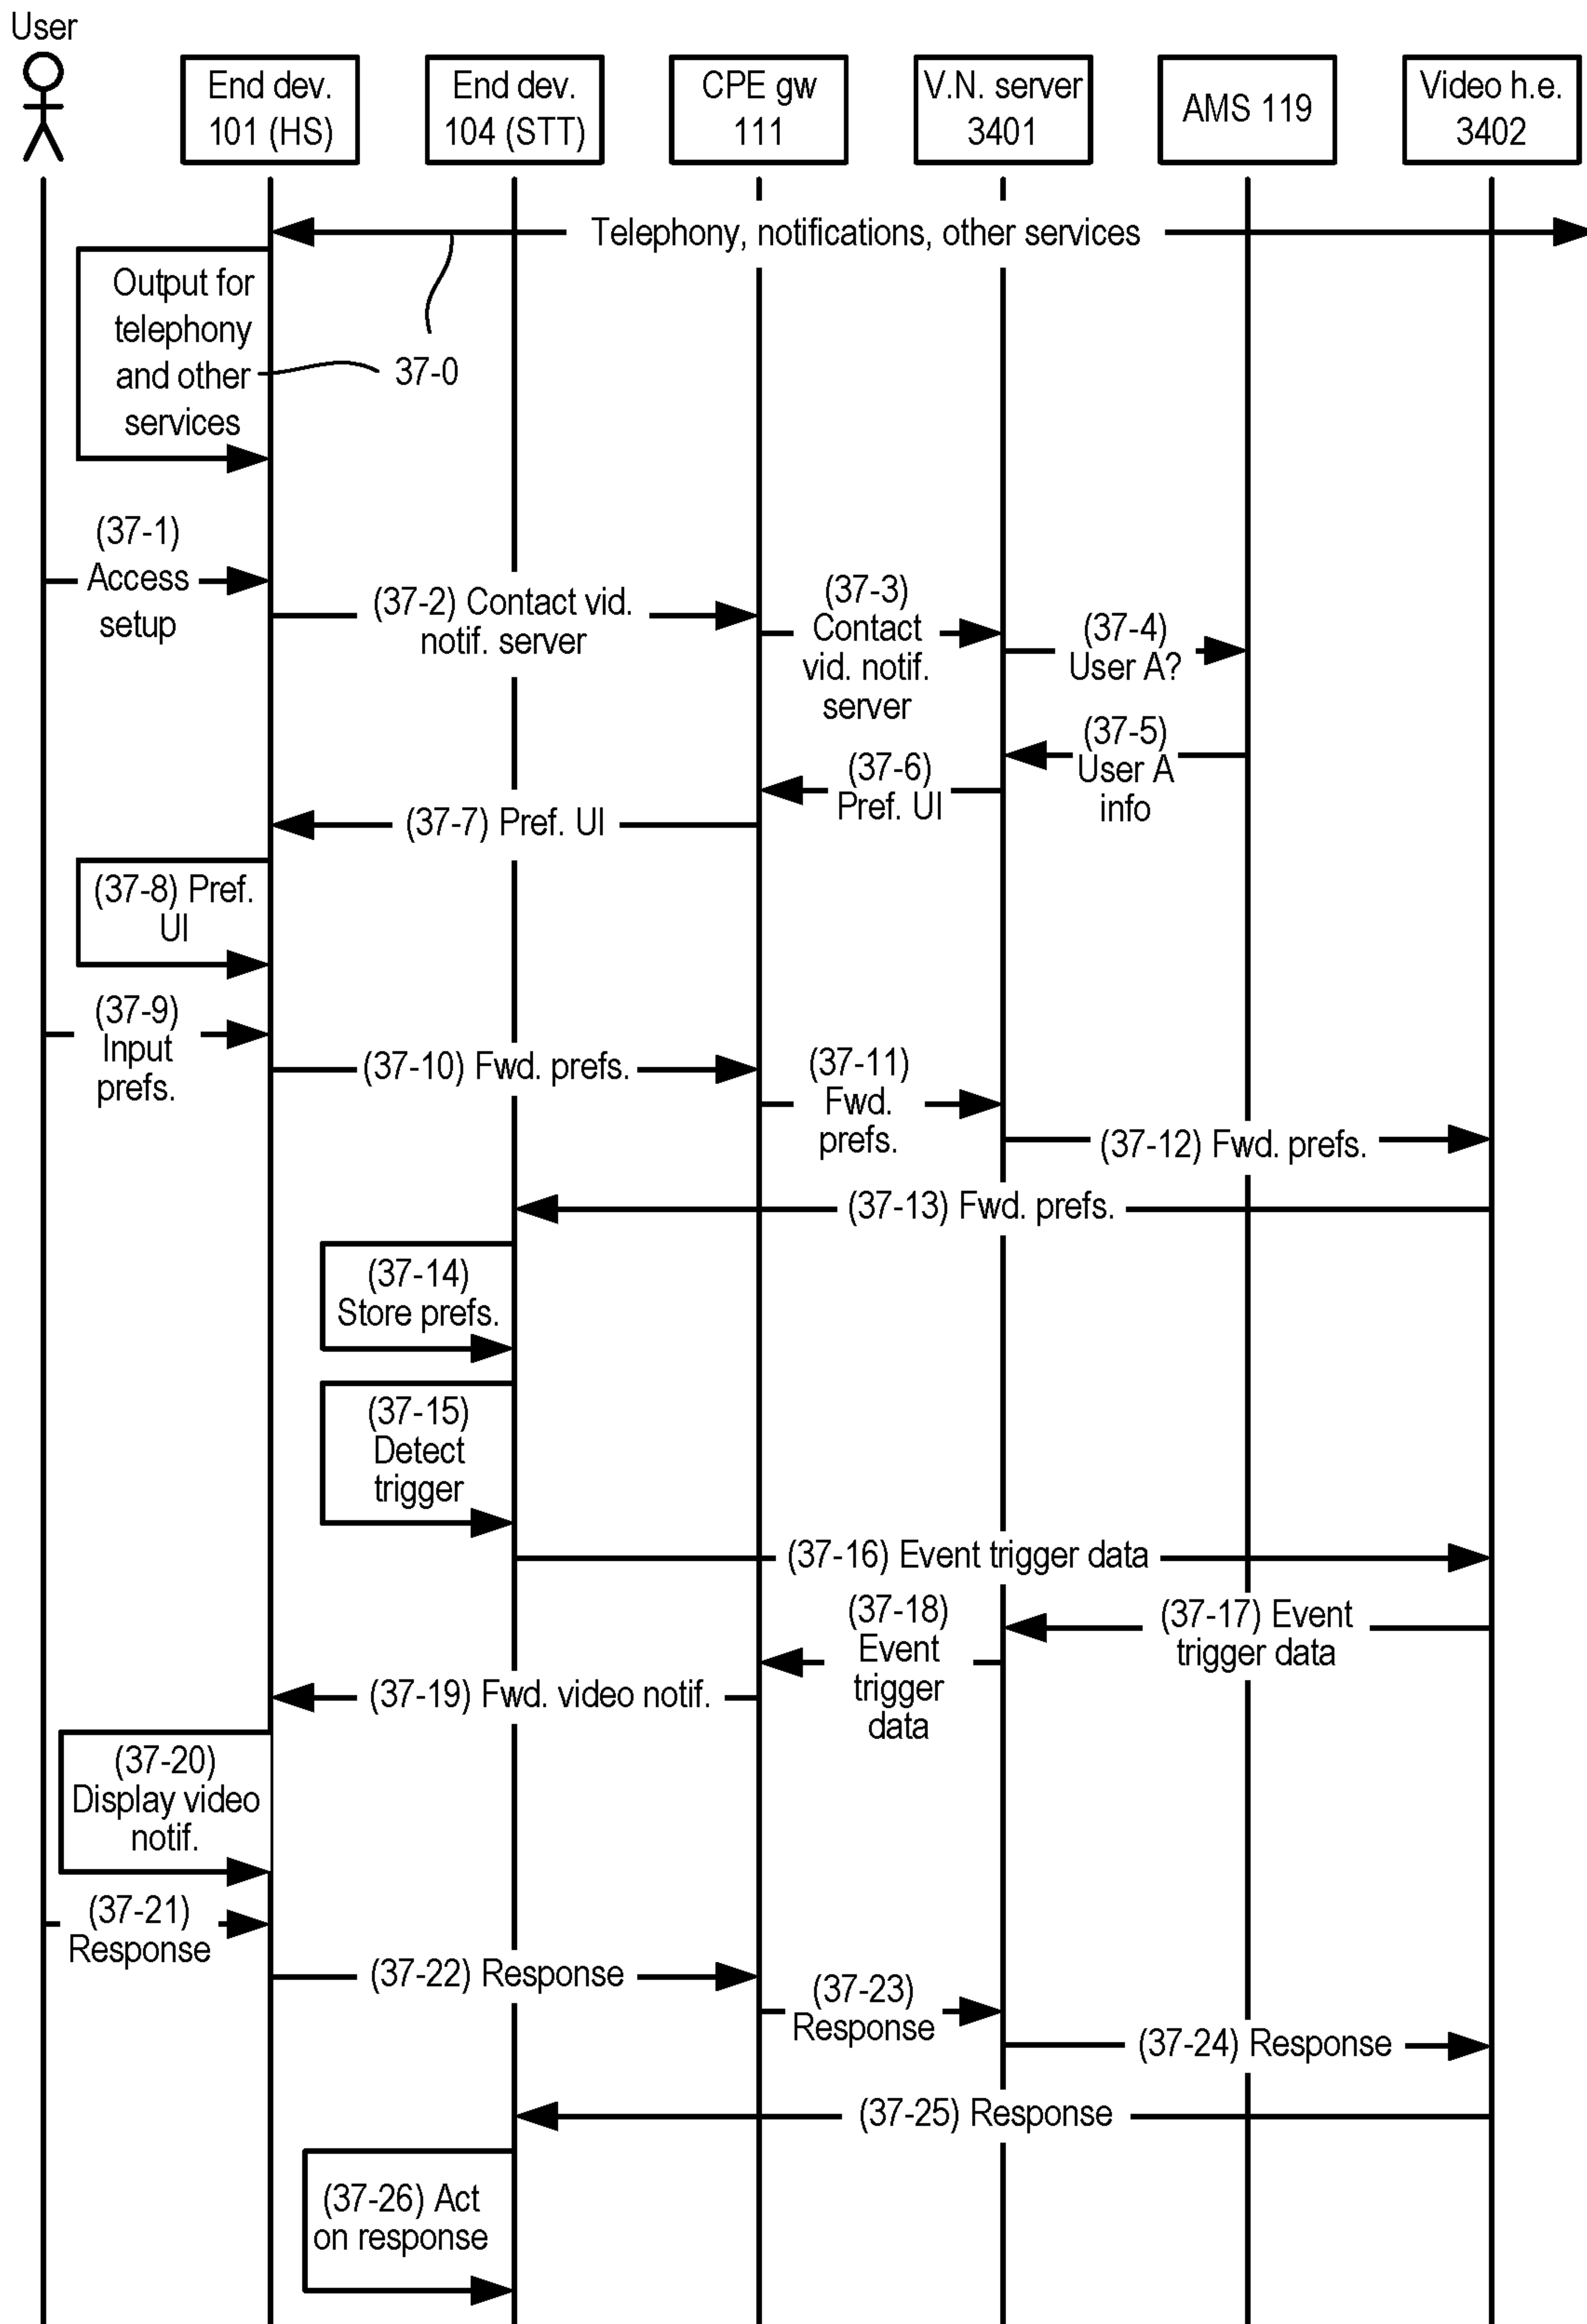 User
End dev.
101 (HS)
End dev.
104 (STT)
CPE gw
111
V.N. server
3401
AMS 119
Video h.e.
3402
Telephony, notifications, other services
Output for
telephony
and other
services
37-0
(37-1)
Access
setup
(37-2) Contact vid.
notif. server
(37-3)
Contact
vid. notif.
server
(37-4)
User A?
(37-5)
User A
info
(37-6)
Pref. UI
(37-7) Pref. UI
(37-8) Pref.
UI
(37-9)
Input
prefs.
(37-10) Fwd. prefs.
(37-11)
Fwd.
prefs.
(37-12) Fwd. prefs.
(37-13) Fwd. prefs.
(37-14)
Store prefs.
(37-15)
Detect
trigger
(37-16) Event trigger data
(37-17) Event
trigger data
(37-18)
Event
trigger
data
(37-19) Fwd. video notif.
(37-20)
Display video
notif.
(37-21)
Response
(37-22) Response
(37-23)
Response
(37-24) Response
(37-25) Response
(37-26) Act
on response